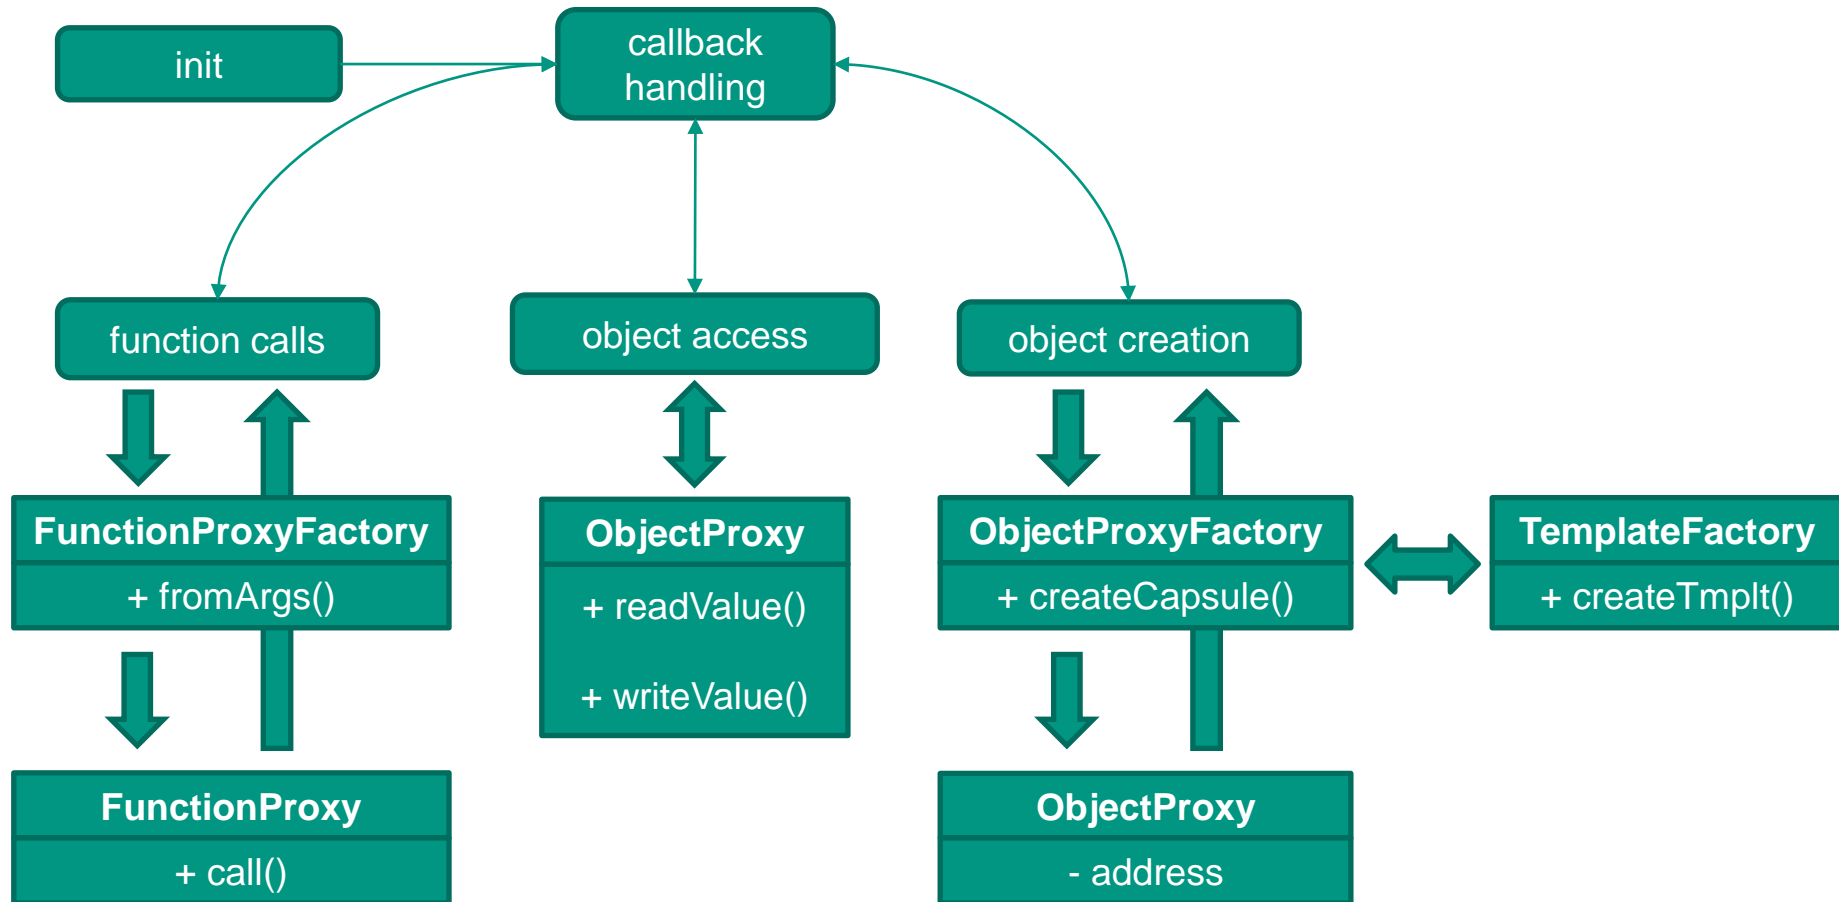 init
callback
handling
function calls
object access
object creation
FunctionProxyFactory
+ fromArgs()
ObjectProxy
+ readValue()
+ writeValue()
ObjectProxyFactory
+ createCapsule()
TemplateFactory
+ createTmplt()
FunctionProxy
+ call()
ObjectProxy
- address